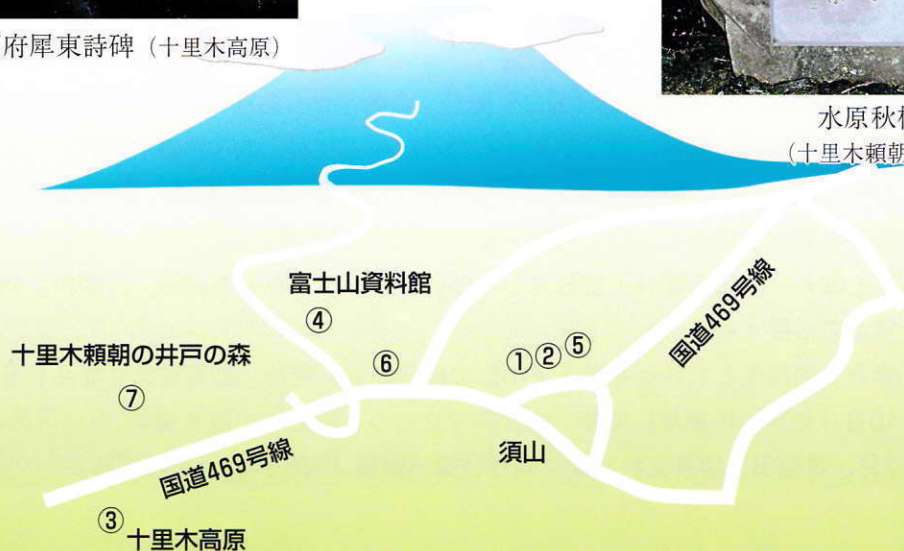 府犀東詩碑（十里木高原）
水原秋
（十里木頼朝
富士山資料館
④
十里木頼朝の井戸の森
⑦
⑥
①②⑤
国道469号線
国道469号線
須山
③
十里木高原